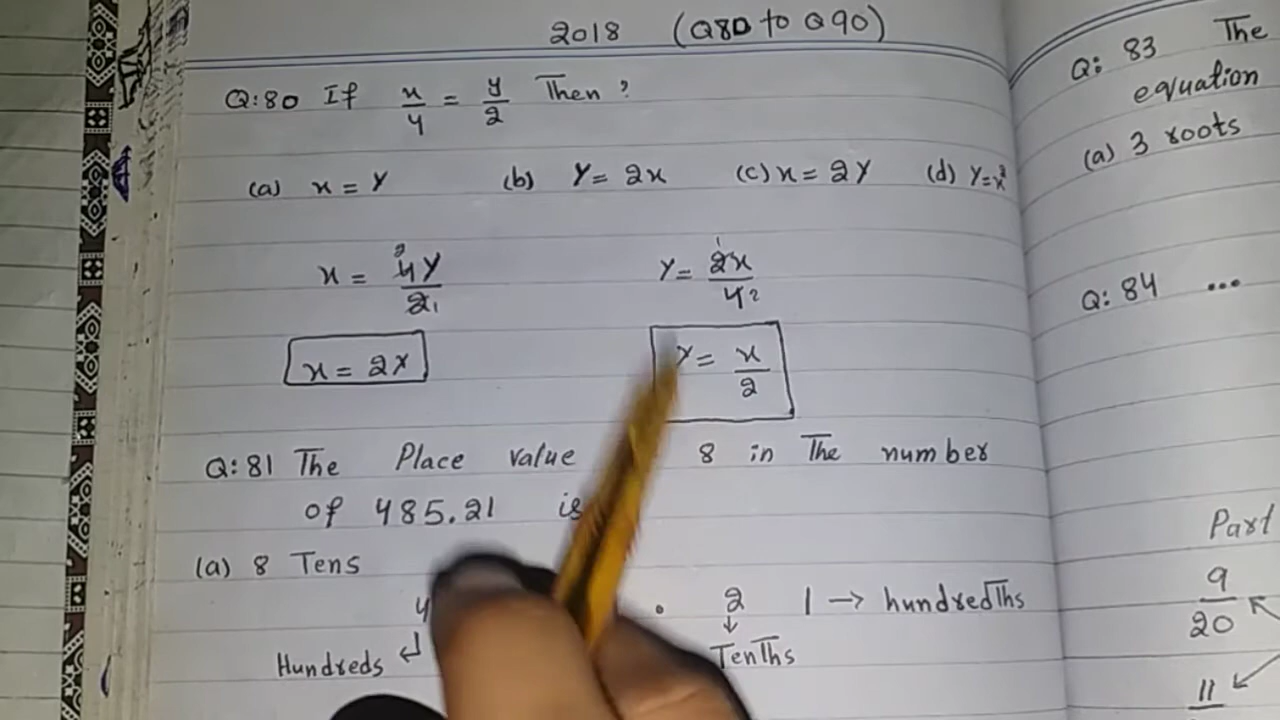 2018 (Q80 to Q90)
Q:80 If x/4 = y/2 Then ?
(a) x = y (b) y = 2x (c) x = 2y (d) y = x²
x = 4y/2 y = 2x/4
x = 2y y = x/2
Q:81 The Place value 8 in The number
of 485.21 is
(a) 8 Tens
4 . 2 1 → hundredThs
Hundreds TenThs
Q: 83 The
equation
(a) 3 roots
Q: 84 ...
Part
9/20
11